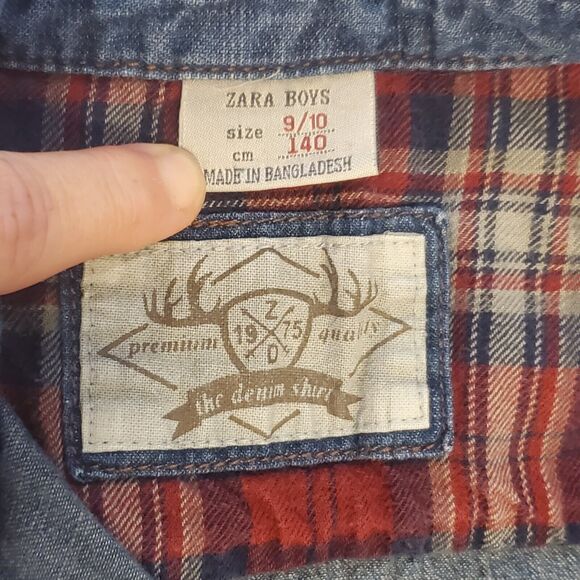 ZARA BOYS
size 9/10
cm 140
MADE IN BANGLADESH
Z
19 75
D
premium quality
the denim shirt